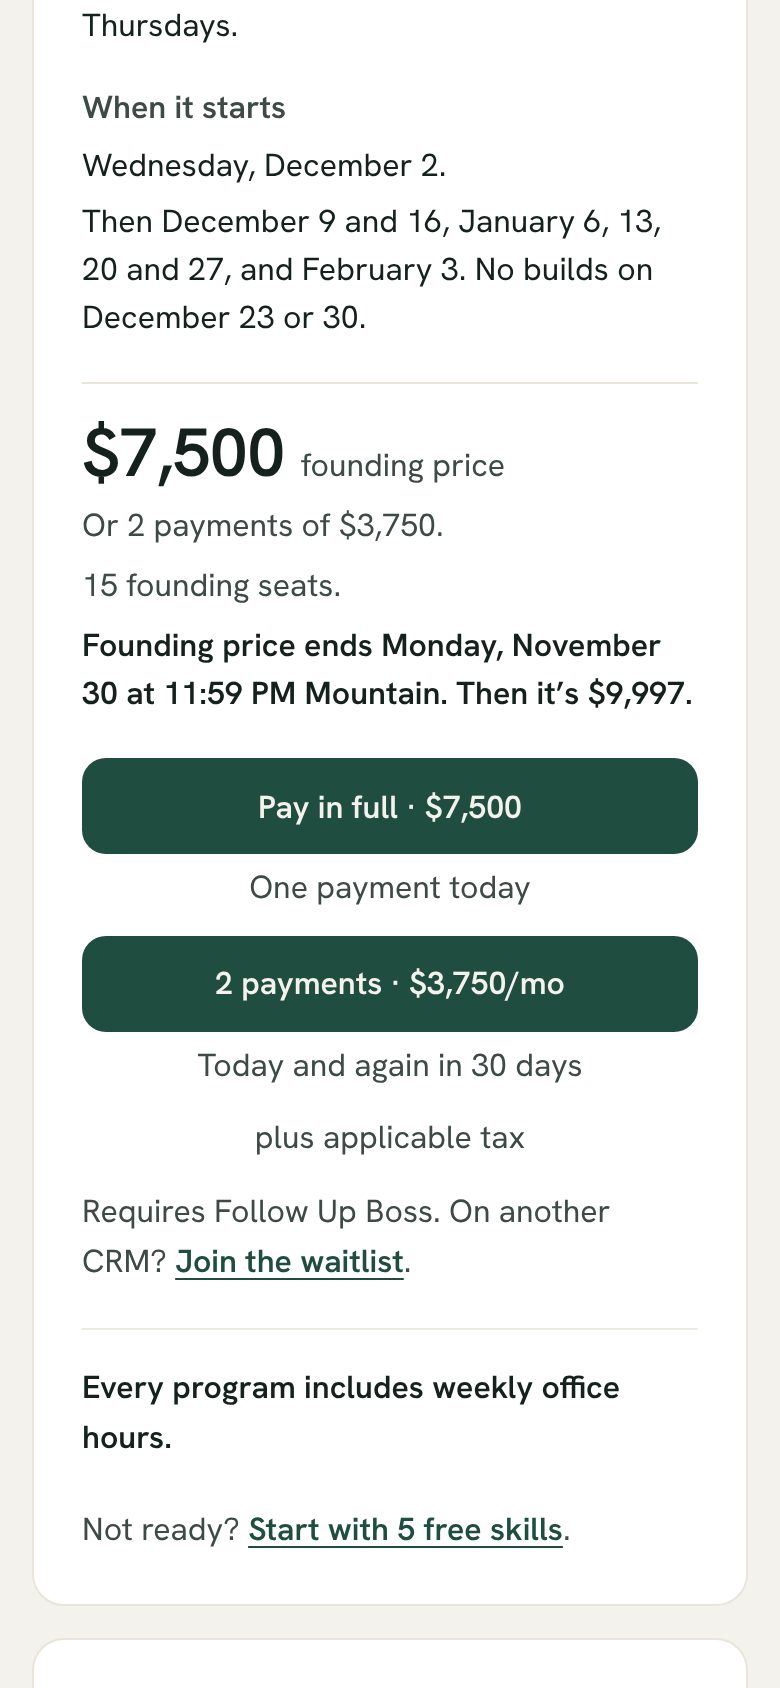 Thursdays.
When it starts
Wednesday, December 2.
Then December 9 and 16, January 6, 13,
20 and 27, and February 3. No builds on
December 23 or 30.
$7,500 founding price
Or 2 payments of $3,750.
15 founding seats.
Founding price ends Monday, November
30 at 11:59 PM Mountain. Then it’s $9,997.
Pay in full · $7,500
One payment today
2 payments · $3,750/mo
Today and again in 30 days
plus applicable tax
Requires Follow Up Boss. On another
CRM? Join the waitlist.
Every program includes weekly office
hours.
Not ready? Start with 5 free skills.